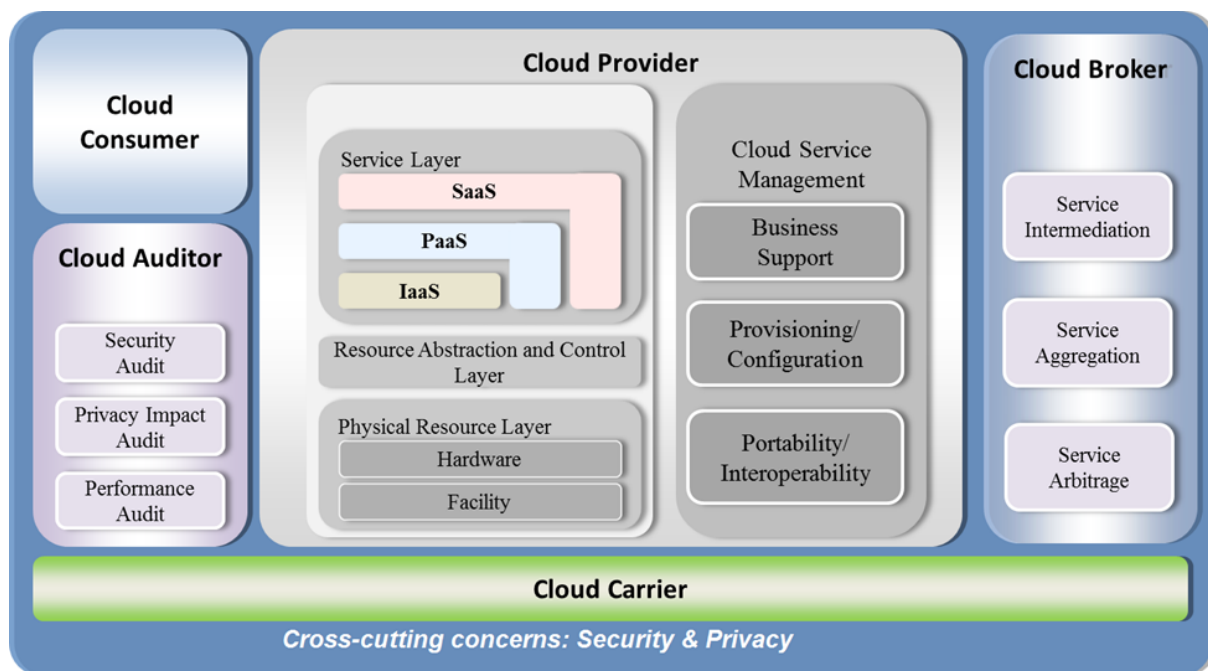 Cloud
Consumer
Cloud Auditor
Security
Audit
Privacy Impact
Audit
Performance
Audit
Cloud Provider
Service Layer
SaaS
PaaS
IaaS
Resource Abstraction and Control
Layer
Physical Resource Layer
Hardware
Facility
Cloud Service
Management
Business
Support
Provisioning/
Configuration
Portability/
Interoperability
Cloud Broker
Service
Intermediation
Service
Aggregation
Service
Arbitrage
Cloud Carrier
Cross-cutting concerns: Security & Privacy